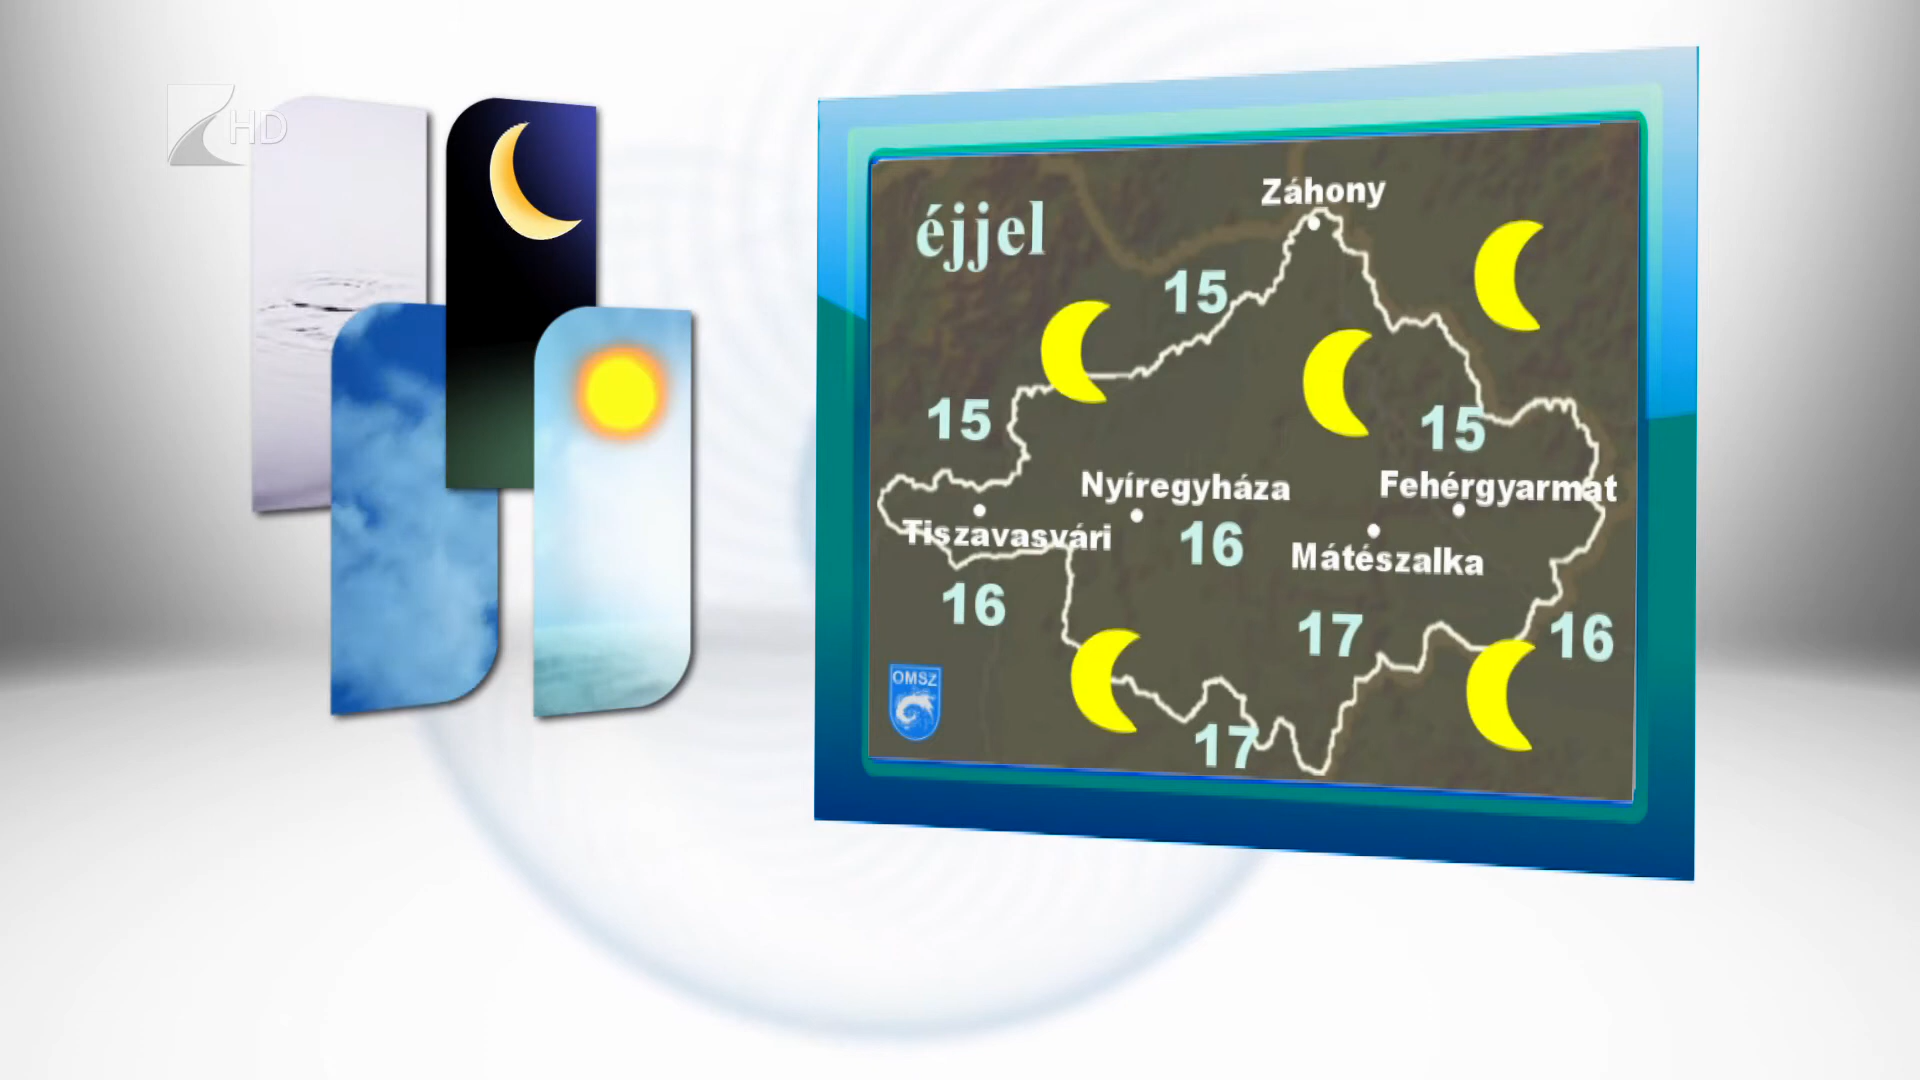 HD
éjjel
Záhony
15
15
15
Nyíregyháza
Fehérgyarmat
Tiszavasvári
16
Mátészalka
16
17
16
17
OMSZ